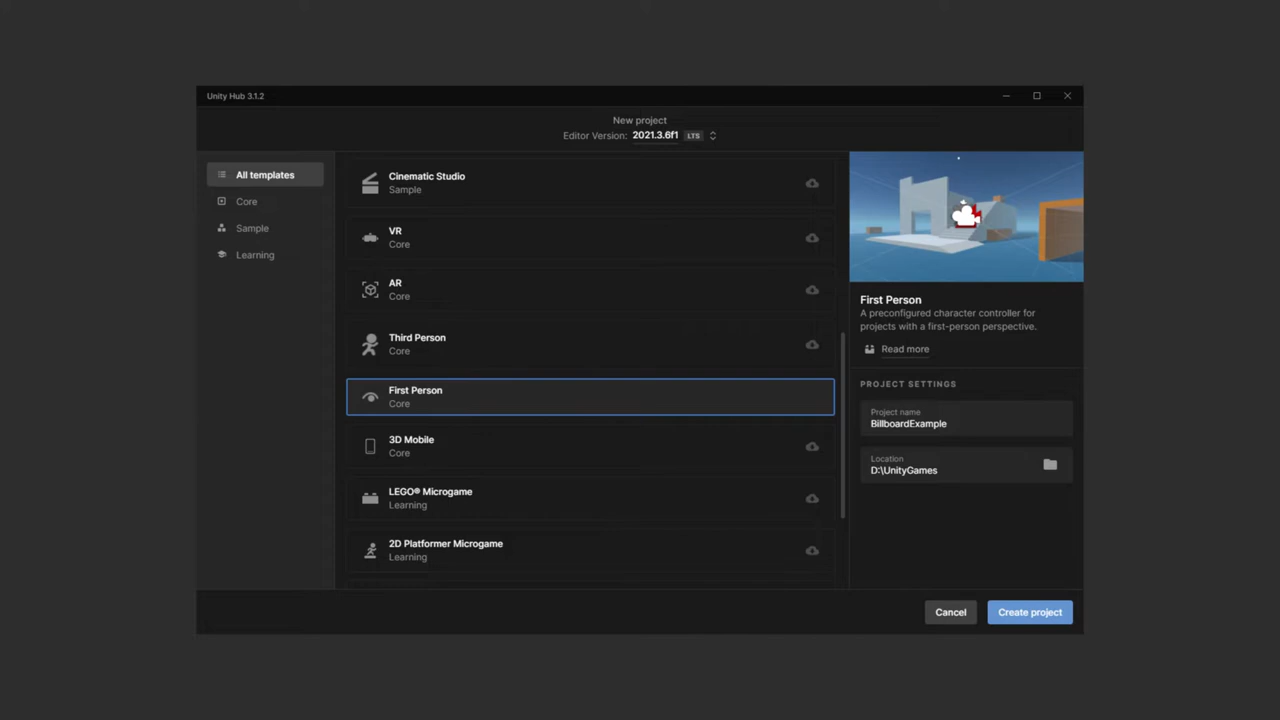 Unity Hub 3.1.2
New project
Editor Version: 2021.3.6f1 LTS
All templates
Core
Sample
Learning
Cinematic Studio
Sample
VR
Core
AR
Core
Third Person
Core
First Person
Core
3D Mobile
Core
LEGO® Microgame
Learning
2D Platformer Microgame
Learning
First Person
A preconfigured character controller for
projects with a first-person perspective.
Read more
PROJECT SETTINGS
Project name
BillboardExample
Location
D:\UnityGames
Cancel
Create project